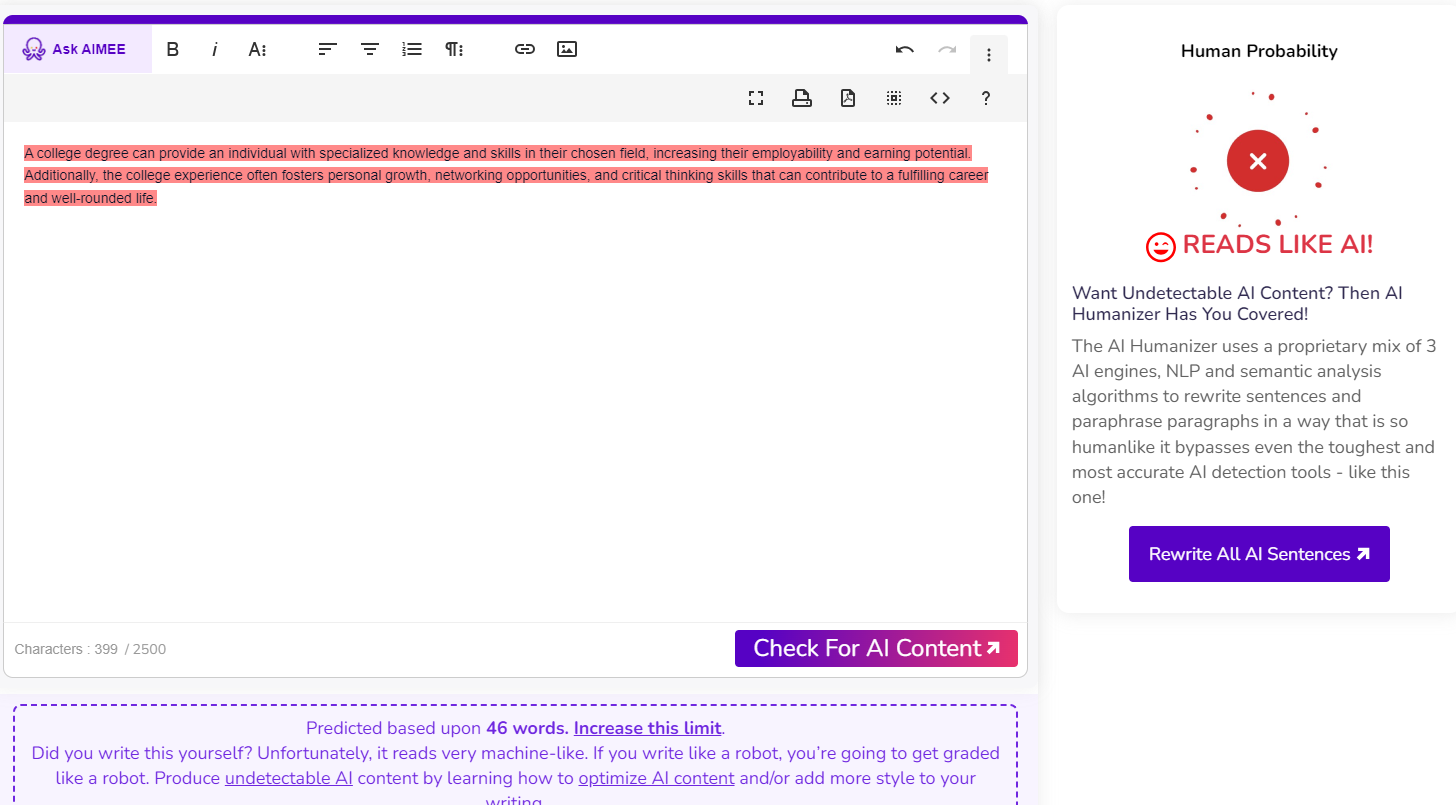 Ask AIMEE
B i A
A college degree can provide an individual with specialized knowledge and skills in their chosen field, increasing their employability and earning potential.
Additionally, the college experience often fosters personal growth, networking opportunities, and critical thinking skills that can contribute to a fulfilling career
and well-rounded life.
Characters : 399 / 2500
Check For AI Content
Predicted based upon 46 words. Increase this limit.
Did you write this yourself? Unfortunately, it reads very machine-like. If you write like a robot, you're going to get graded
like a robot. Produce undetectable AI content by learning how to optimize AI content and/or add more style to your
writing.
Human Probability
READS LIKE AI!
Want Undetectable AI Content? Then AI
Humanizer Has You Covered!
The AI Humanizer uses a proprietary mix of 3
AI engines, NLP and semantic analysis
algorithms to rewrite sentences and
paraphrase paragraphs in a way that is so
humanlike it bypasses even the toughest and
most accurate AI detection tools - like this
one!
Rewrite All AI Sentences